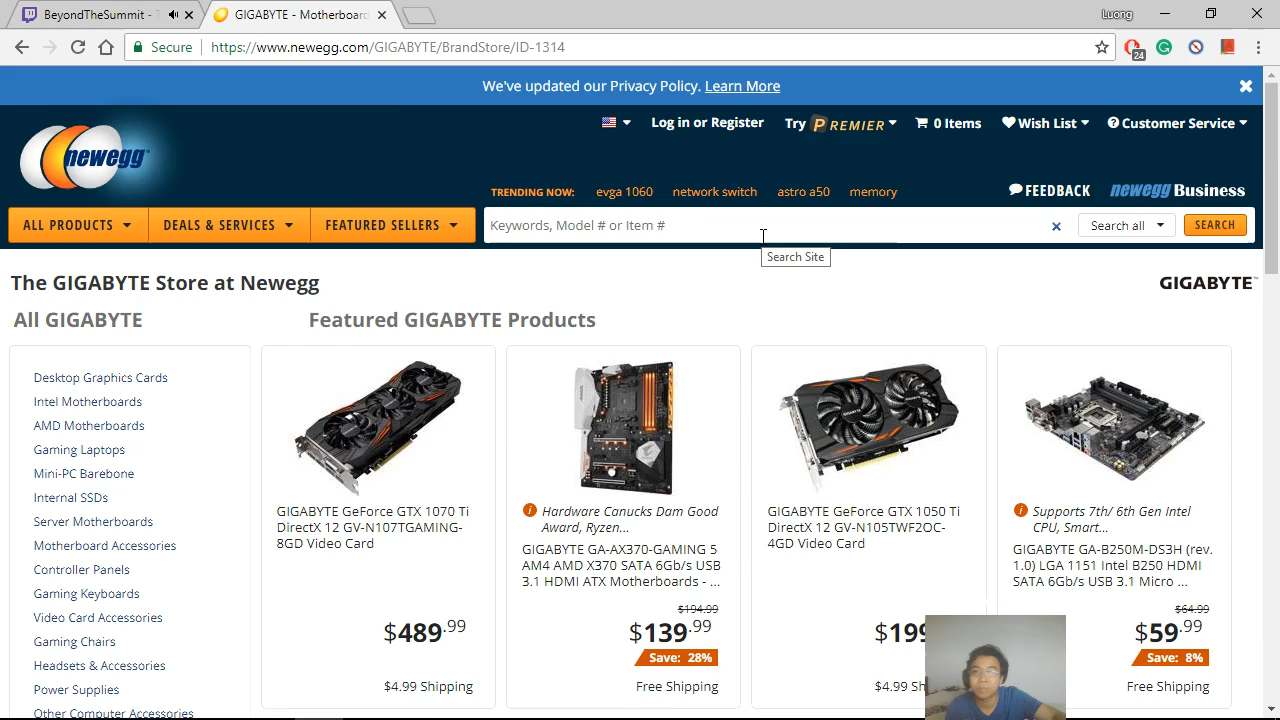 BeyondTheSummit - T
GIGABYTE - Motherboard
Luong
Secure
https://www.newegg.com/GIGABYTE/BrandStore/ID-1314
24
We've updated our Privacy Policy. Learn More
Log in or Register
Try PREMIER
0 Items
Wish List
Customer Service
newegg
TRENDING NOW:
evga 1060
network switch
astro a50
memory
FEEDBACK
newegg Business
ALL PRODUCTS
DEALS & SERVICES
FEATURED SELLERS
Keywords, Model # or Item #
Search all
SEARCH
Search Site
The GIGABYTE Store at Newegg
GIGABYTE™
All GIGABYTE
Featured GIGABYTE Products
Desktop Graphics Cards
Intel Motherboards
AMD Motherboards
Gaming Laptops
Mini-PC Barebone
Internal SSDs
Server Motherboards
Motherboard Accessories
Controller Panels
Gaming Keyboards
Video Card Accessories
Gaming Chairs
Headsets & Accessories
Power Supplies
Other Computer Accessories
GIGABYTE GeForce GTX 1070 Ti
DirectX 12 GV-N107TGAMING-
8GD Video Card
$489.99
$4.99 Shipping
Hardware Canucks Dam Good
Award, Ryzen...
GIGABYTE GA-AX370-GAMING 5
AM4 AMD X370 SATA 6Gb/s USB
3.1 HDMI ATX Motherboards - ...
$194.99
$139.99
Save: 28%
Free Shipping
GIGABYTE GeForce GTX 1050 Ti
DirectX 12 GV-N105TWF2OC-
4GD Video Card
$199
$4.99 Sh
Supports 7th/ 6th Gen Intel
CPU, Smart...
GIGABYTE GA-B250M-DS3H (rev.
1.0) LGA 1151 Intel B250 HDMI
SATA 6Gb/s USB 3.1 Micro ...
$64.99
$59.99
Save: 8%
Free Shipping